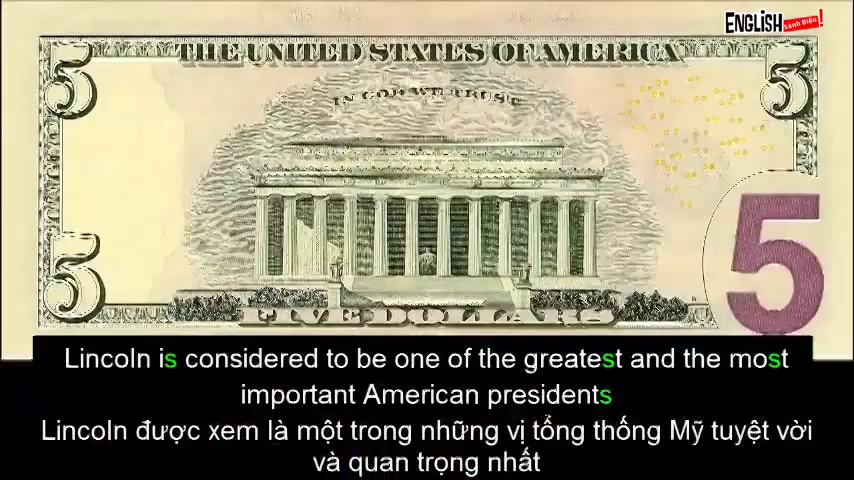 ENGLISH Sành Điệu!
5 THE UNITED STATES OF AMERICA 5
IN GOD WE TRUST
5 FIVE DOLLARS 5
Lincoln is considered to be one of the greatest and the most
important American presidents
Lincoln được xem là một trong những vị tổng thống Mỹ tuyệt vời
và quan trọng nhất